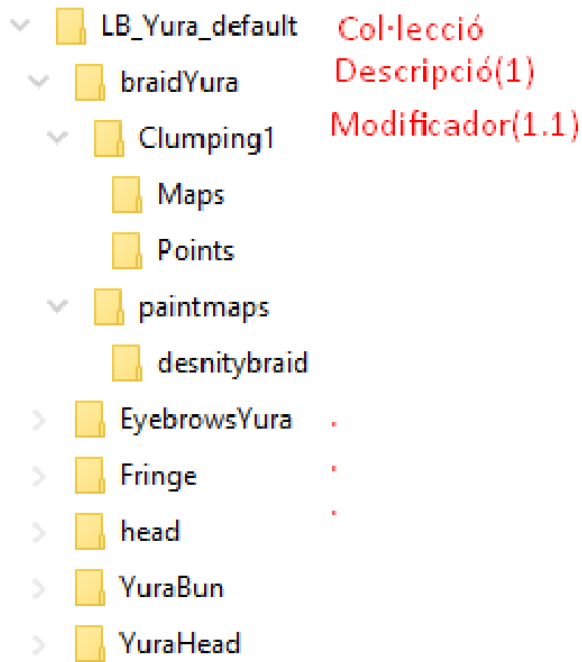 LB_Yura_default Col·lecció
braidYura Descripció(1)
Clumping1 Modificador(1.1)
Maps
Points
paintmaps
desnitybraid
EyebrowsYura .
Fringe .
head .
YuraBun
YuraHead